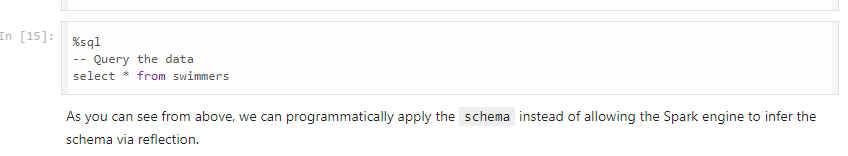 In [15]:
%sql
-- Query the data
select * from swimmers
As you can see from above, we can programmatically apply the schema instead of allowing the Spark engine to infer the
schema via reflection.